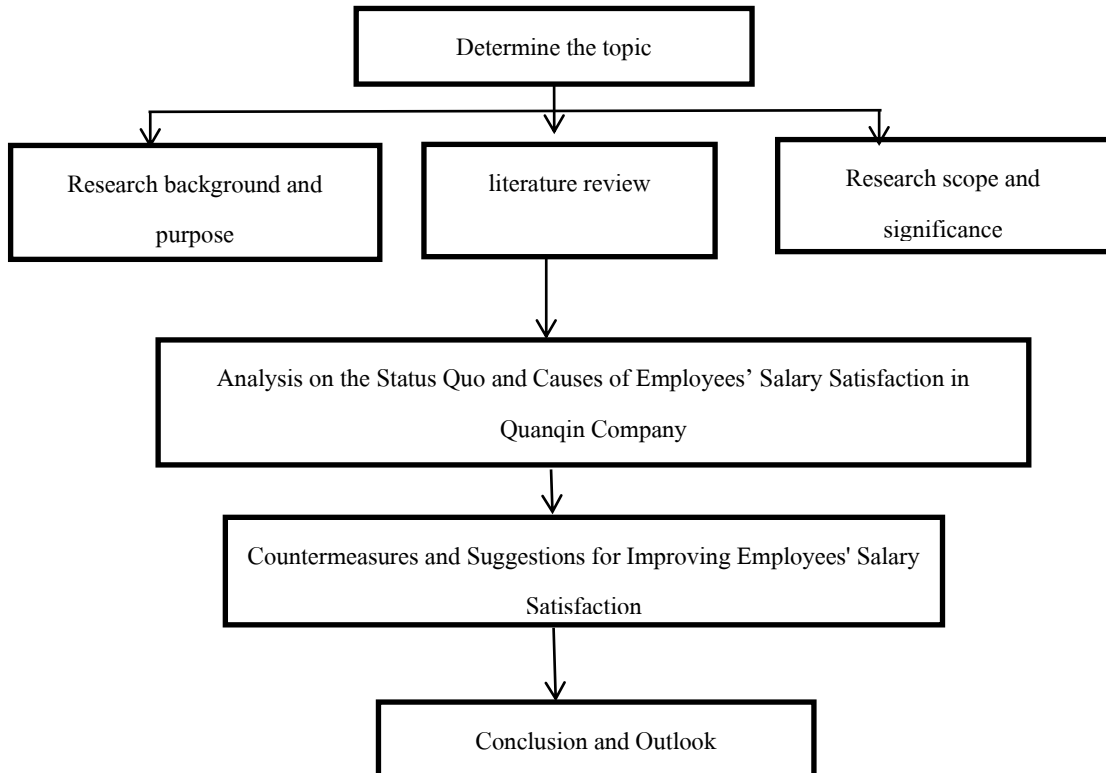 Determine the topic
Research background and
purpose
literature review
Research scope and
significance
Analysis on the Status Quo and Causes of Employees’ Salary Satisfaction in
Quanqin Company
Countermeasures and Suggestions for Improving Employees' Salary
Satisfaction
Conclusion and Outlook